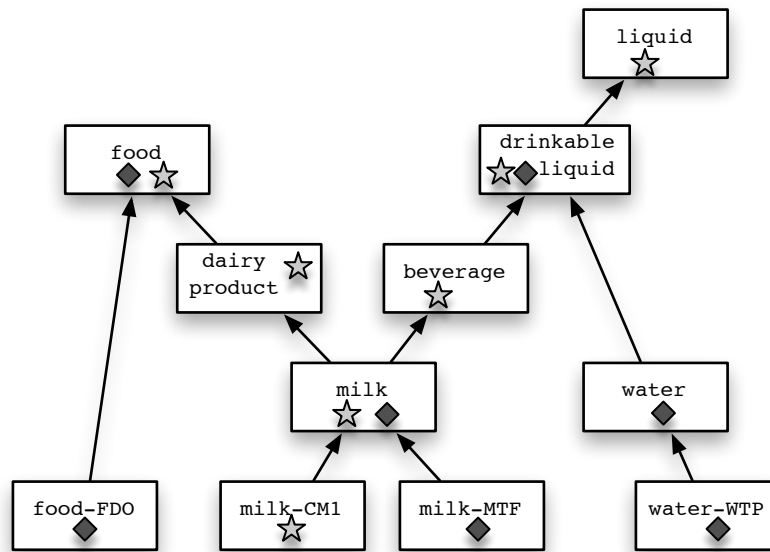 liquid
food
drinkable
liquid
dairy
product
beverage
milk
water
food-FDO
milk-CM1
milk-MTF
water-WTP